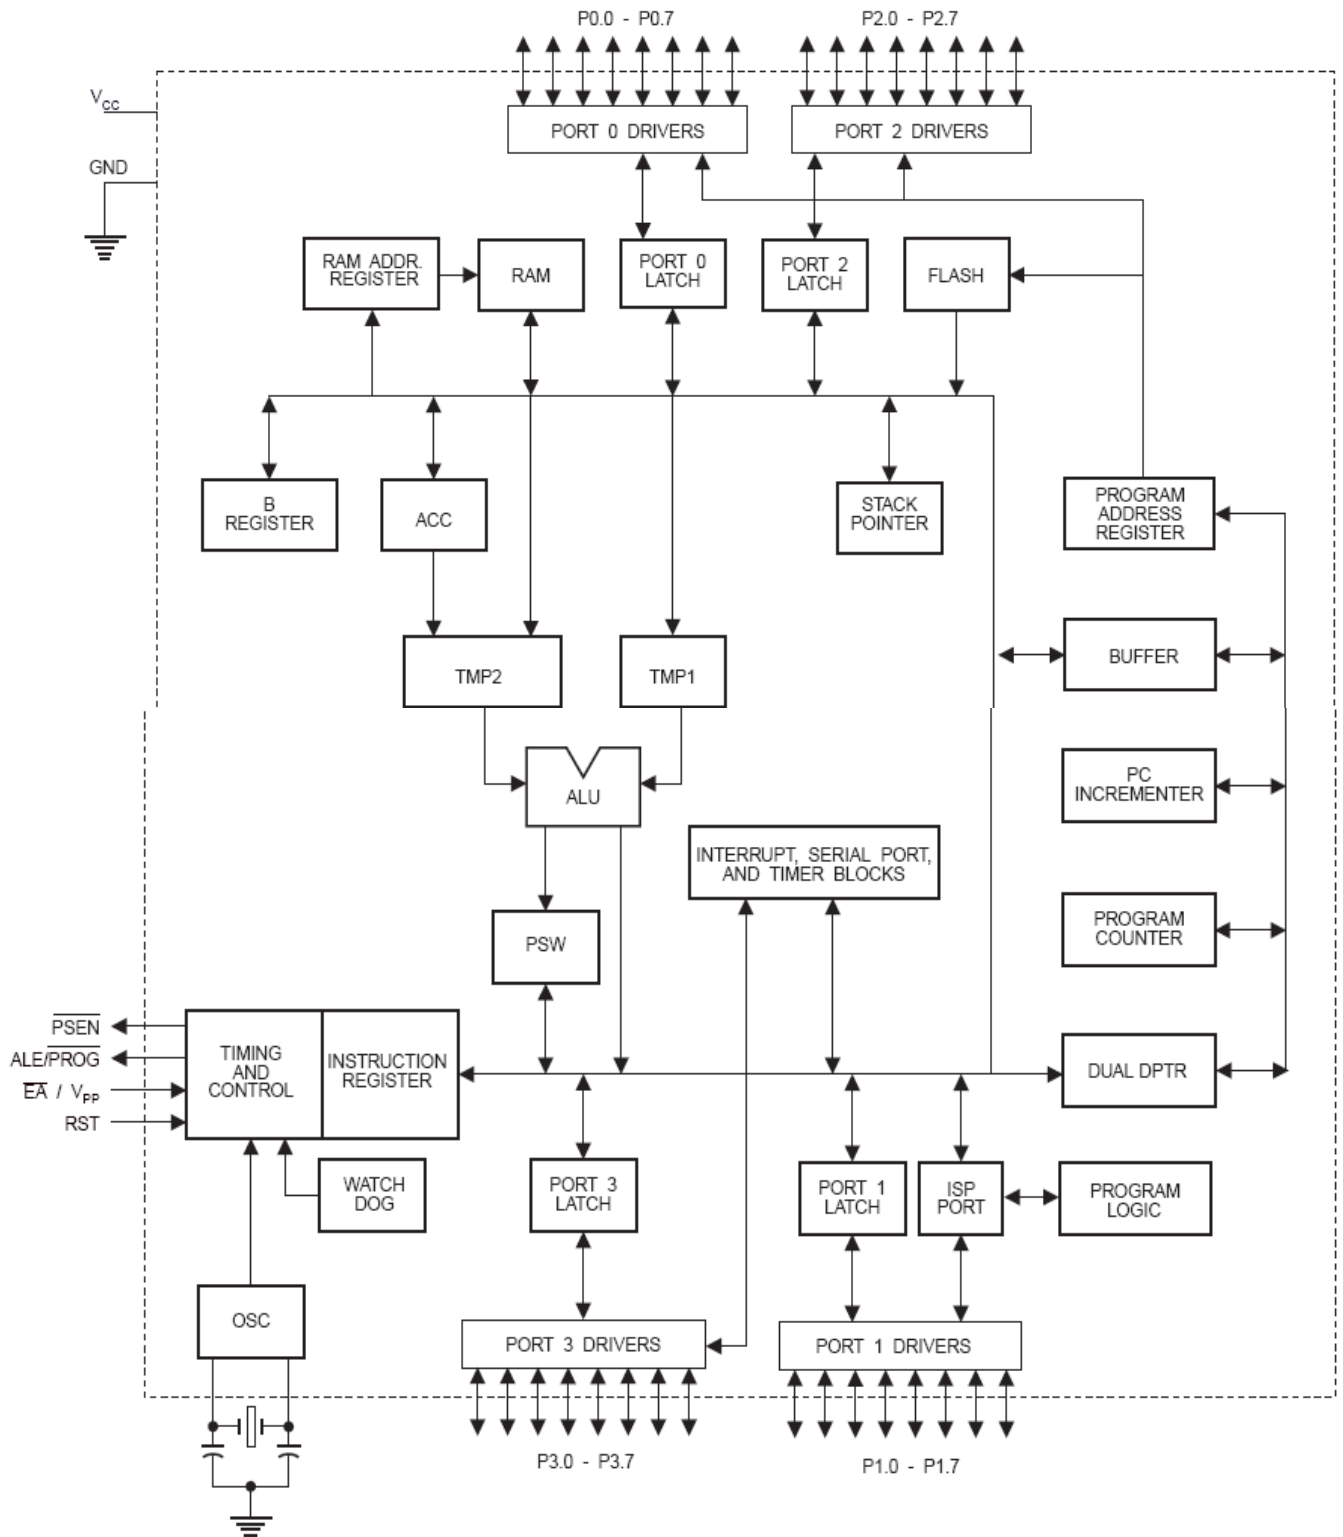 P0.0 - P0.7
P2.0 - P2.7
VCC
PORT 0 DRIVERS
PORT 2 DRIVERS
GND
RAM ADDR.
REGISTER
RAM
PORT 0
LATCH
PORT 2
LATCH
FLASH
B
REGISTER
ACC
STACK
POINTER
PROGRAM
ADDRESS
REGISTER
TMP2
TMP1
BUFFER
ALU
PC
INCREMENTER
INTERRUPT, SERIAL PORT,
AND TIMER BLOCKS
PSW
PROGRAM
COUNTER
PSEN
ALE/PROG
EA / VPP
RST
TIMING
AND
CONTROL
INSTRUCTION
REGISTER
DUAL DPTR
WATCH
DOG
PORT 3
LATCH
PORT 1
LATCH
ISP
PORT
PROGRAM
LOGIC
OSC
PORT 3 DRIVERS
PORT 1 DRIVERS
P3.0 - P3.7
P1.0 - P1.7